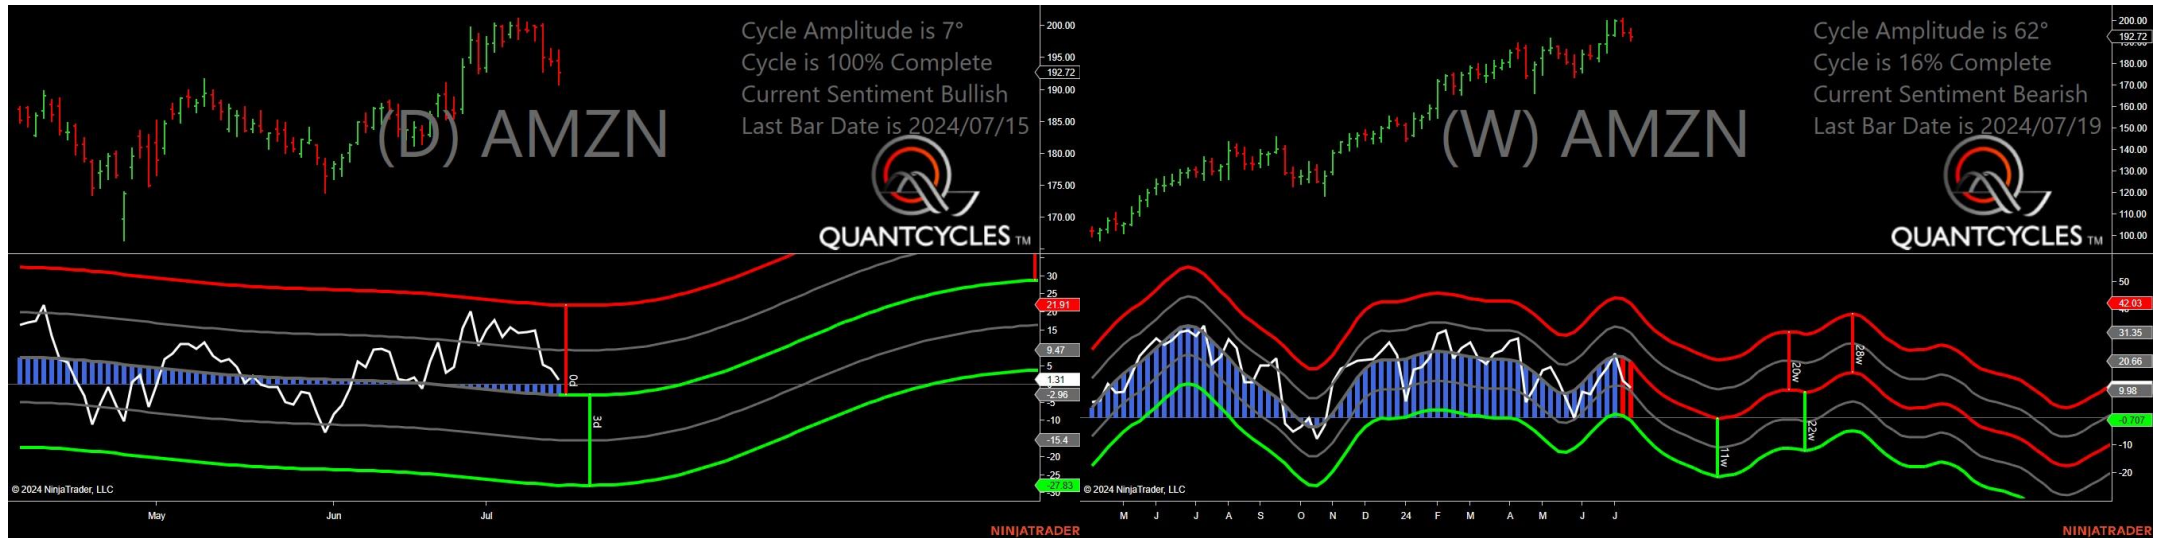 Cycle Amplitude is 7°
Cycle is 100% Complete
Current Sentiment Bullish
Last Bar Date is 2024/07/15
(D) AMZN
QUANTCYCLES TM
200.00
195.00
192.72
190.00
185.00
180.00
175.00
170.00
30
25
21.91
20
15
9.47
5
1.31
-2.96
-5
-10
-15.4
-20
-25
-27.83
-30
0d
3d
© 2024 NinjaTrader, LLC
May
Jun
Jul
NINJATRADER
Cycle Amplitude is 62°
Cycle is 16% Complete
Current Sentiment Bearish
Last Bar Date is 2024/07/19
(W) AMZN
QUANTCYCLES TM
200.00
192.72
180.00
170.00
160.00
150.00
140.00
130.00
120.00
110.00
100.00
50
42.03
31.35
20.66
9.98
-0.707
-10
-20
11w
20w
22w
28w
© 2024 NinjaTrader, LLC
M J J A S O N D 24 F M A M J J
NINJATRADER